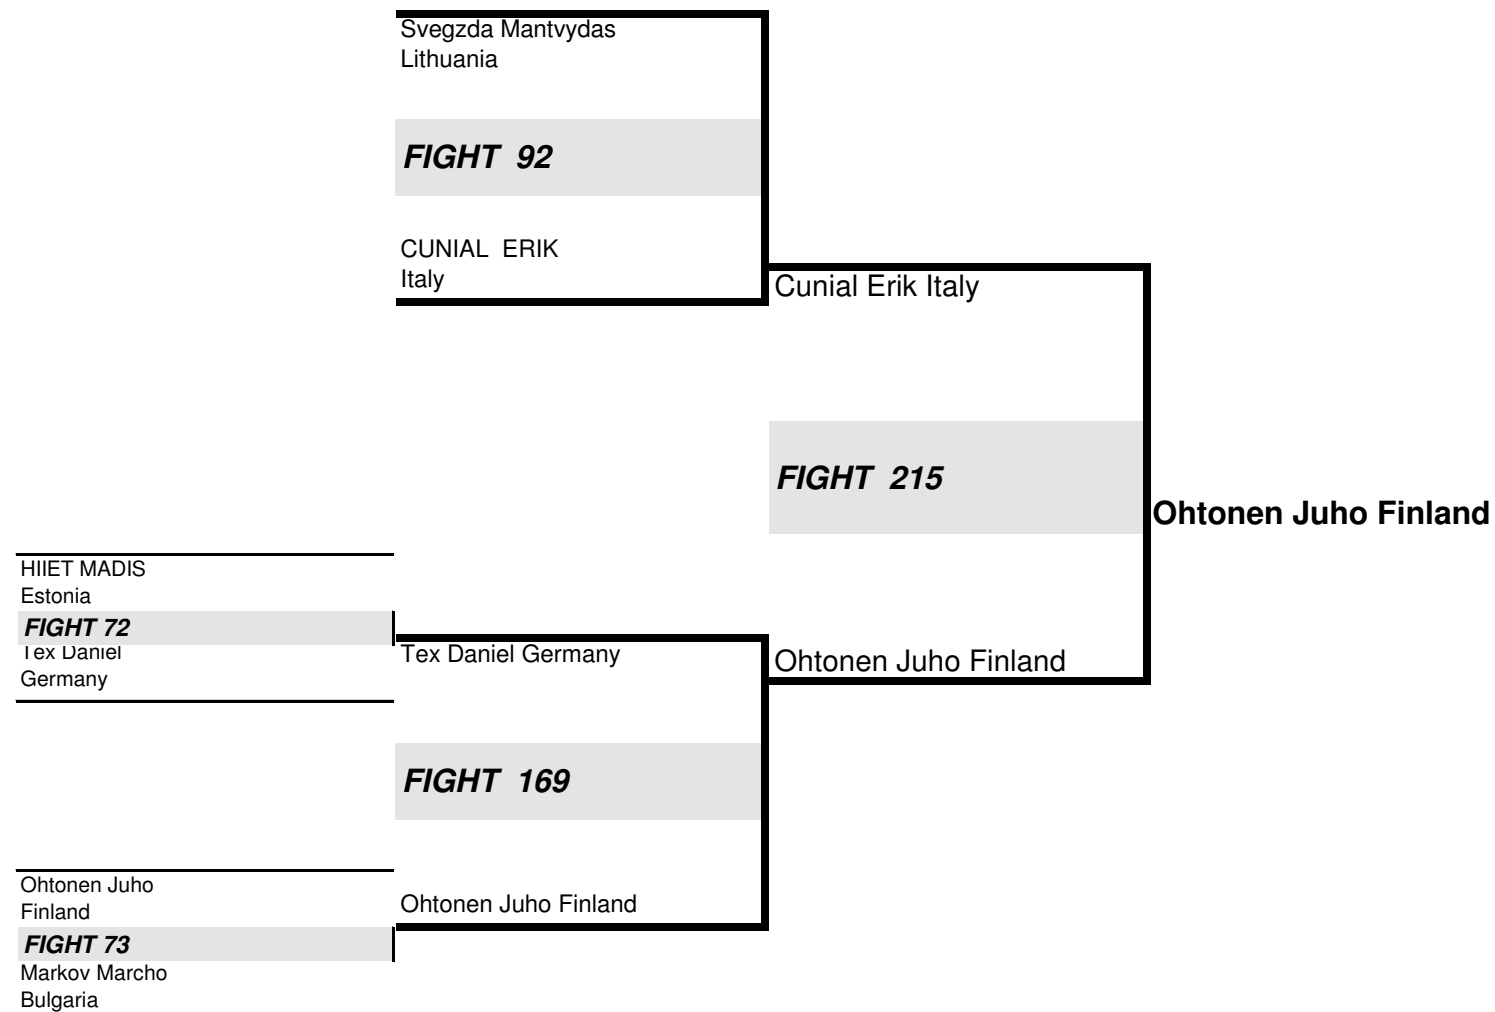 Svegzda Mantvydas
Lithuania
FIGHT 92
CUNIAL ERIK
Italy
Cunial Erik Italy
FIGHT 215
Ohtonen Juho Finland
HIIET MADIS
Estonia
FIGHT 72
Tex Daniel
Germany
Tex Daniel Germany
Ohtonen Juho Finland
FIGHT 169
Ohtonen Juho
Finland
Ohtonen Juho Finland
FIGHT 73
Markov Marcho
Bulgaria